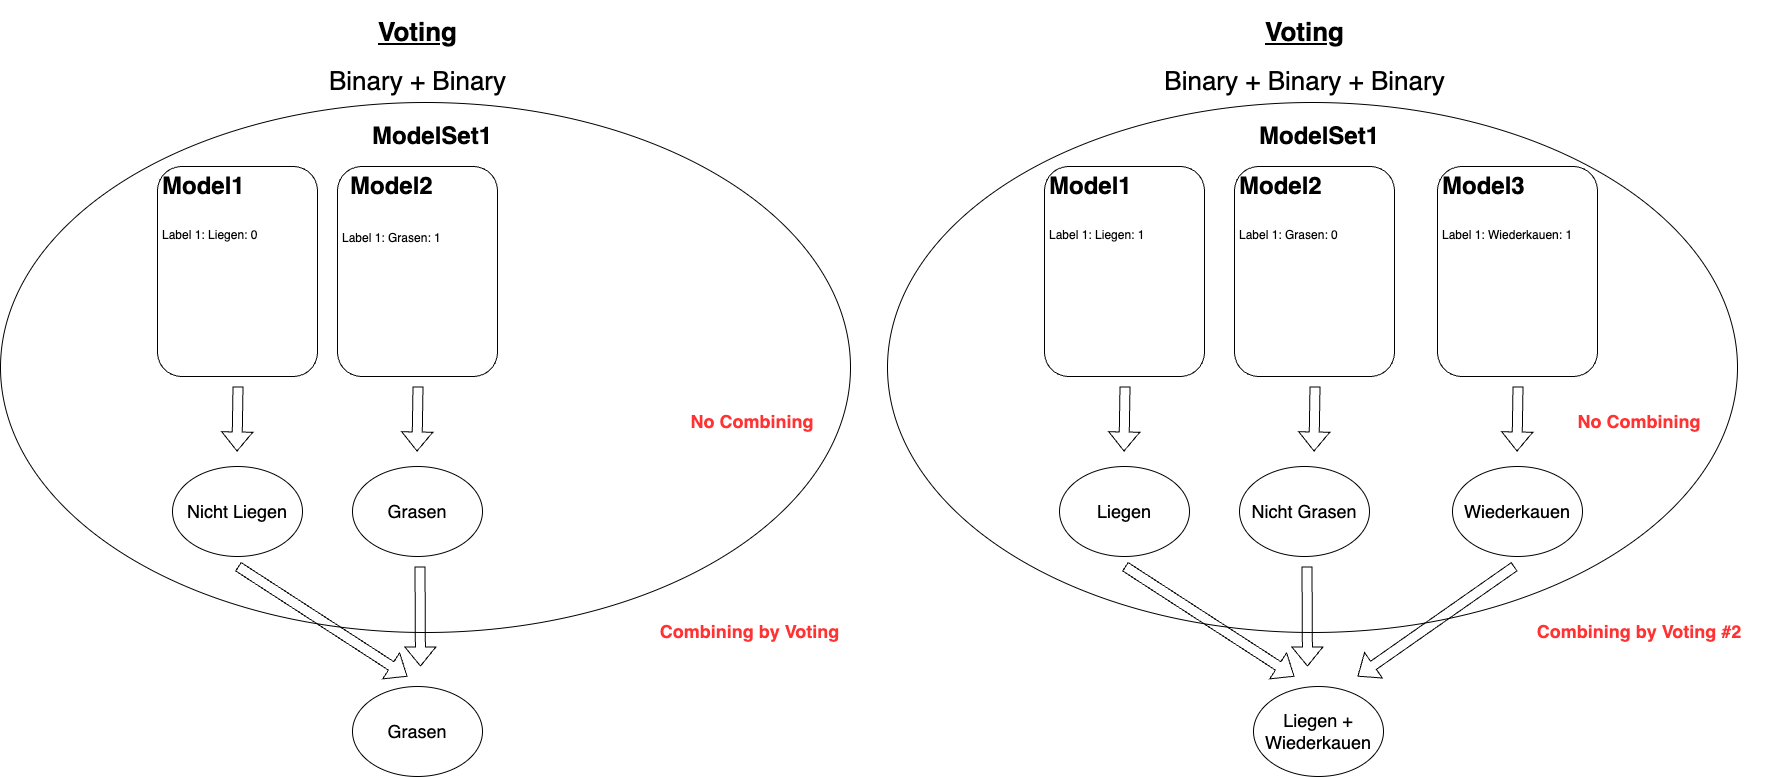 Voting
Binary + Binary
ModelSet1
Model1
Model2
Label 1: Liegen: 0
Label 1: Grasen: 1
No Combining
Nicht Liegen
Grasen
Combining by Voting
Grasen
Voting
Binary + Binary + Binary
ModelSet1
Model1
Model2
Model3
Label 1: Liegen: 1
Label 1: Grasen: 0
Label 1: Wiederkauen: 1
No Combining
Liegen
Nicht Grasen
Wiederkauen
Combining by Voting #2
Liegen +
Wiederkauen